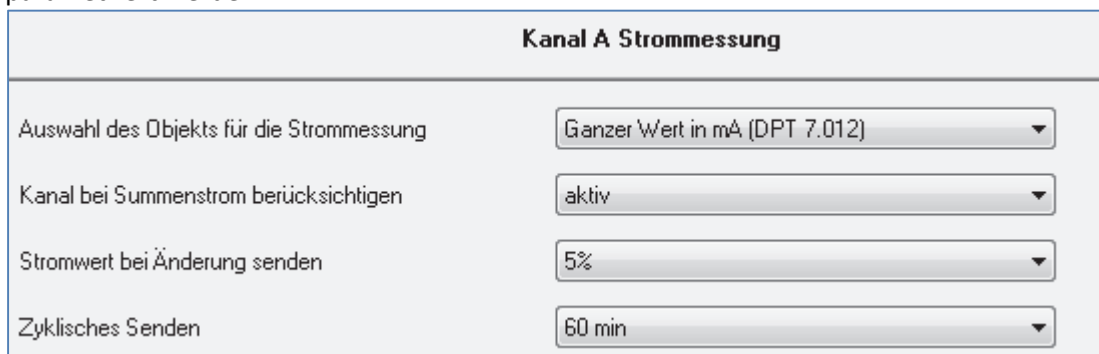 Kanal A Strommessung
Auswahl des Objekts für die Strommessung Ganzer Wert in mA (DPT 7.012)
Kanal bei Summenstrom berücksichtigen aktiv
Stromwert bei Änderung senden 5%
Zyklisches Senden 60 min